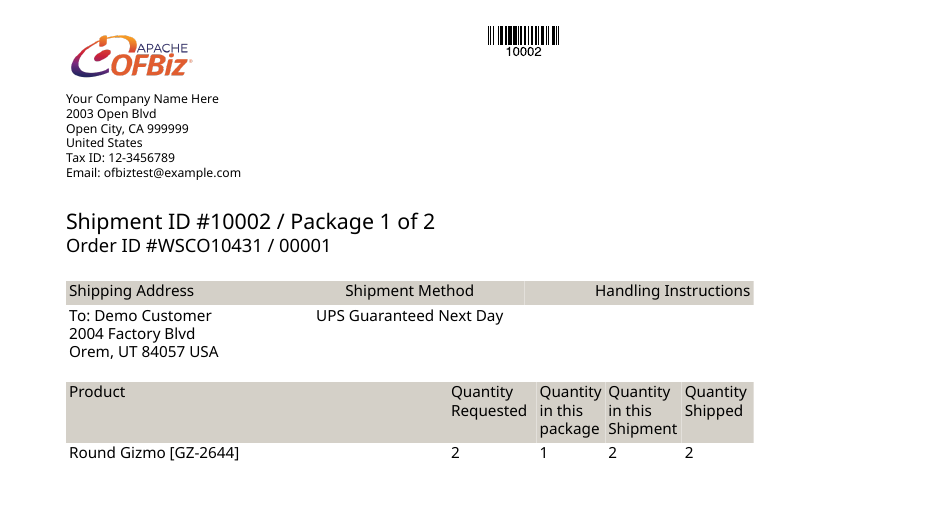 APACHE
OFBiz
10002
Your Company Name Here
2003 Open Blvd
Open City, CA 999999
United States
Tax ID: 12-3456789
Email: ofbiztest@example.com
Shipment ID #10002 / Package 1 of 2
Order ID #WSCO10431 / 00001
Shipping Address Shipment Method Handling Instructions
To: Demo Customer UPS Guaranteed Next Day
2004 Factory Blvd
Orem, UT 84057 USA
Product Quantity Quantity Quantity Quantity
Requested in this in this Shipped
package Shipment
Round Gizmo [GZ-2644] 2 1 2 2